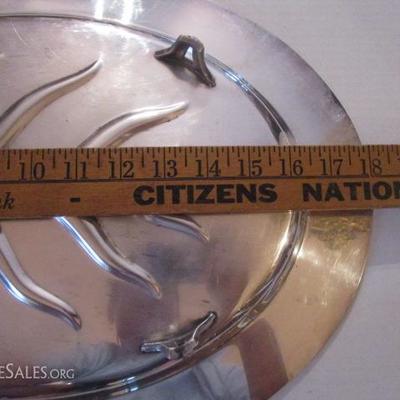 10 11 12 13 14 15 16 17 18
- CITIZENS NATION
ESALES.ORG